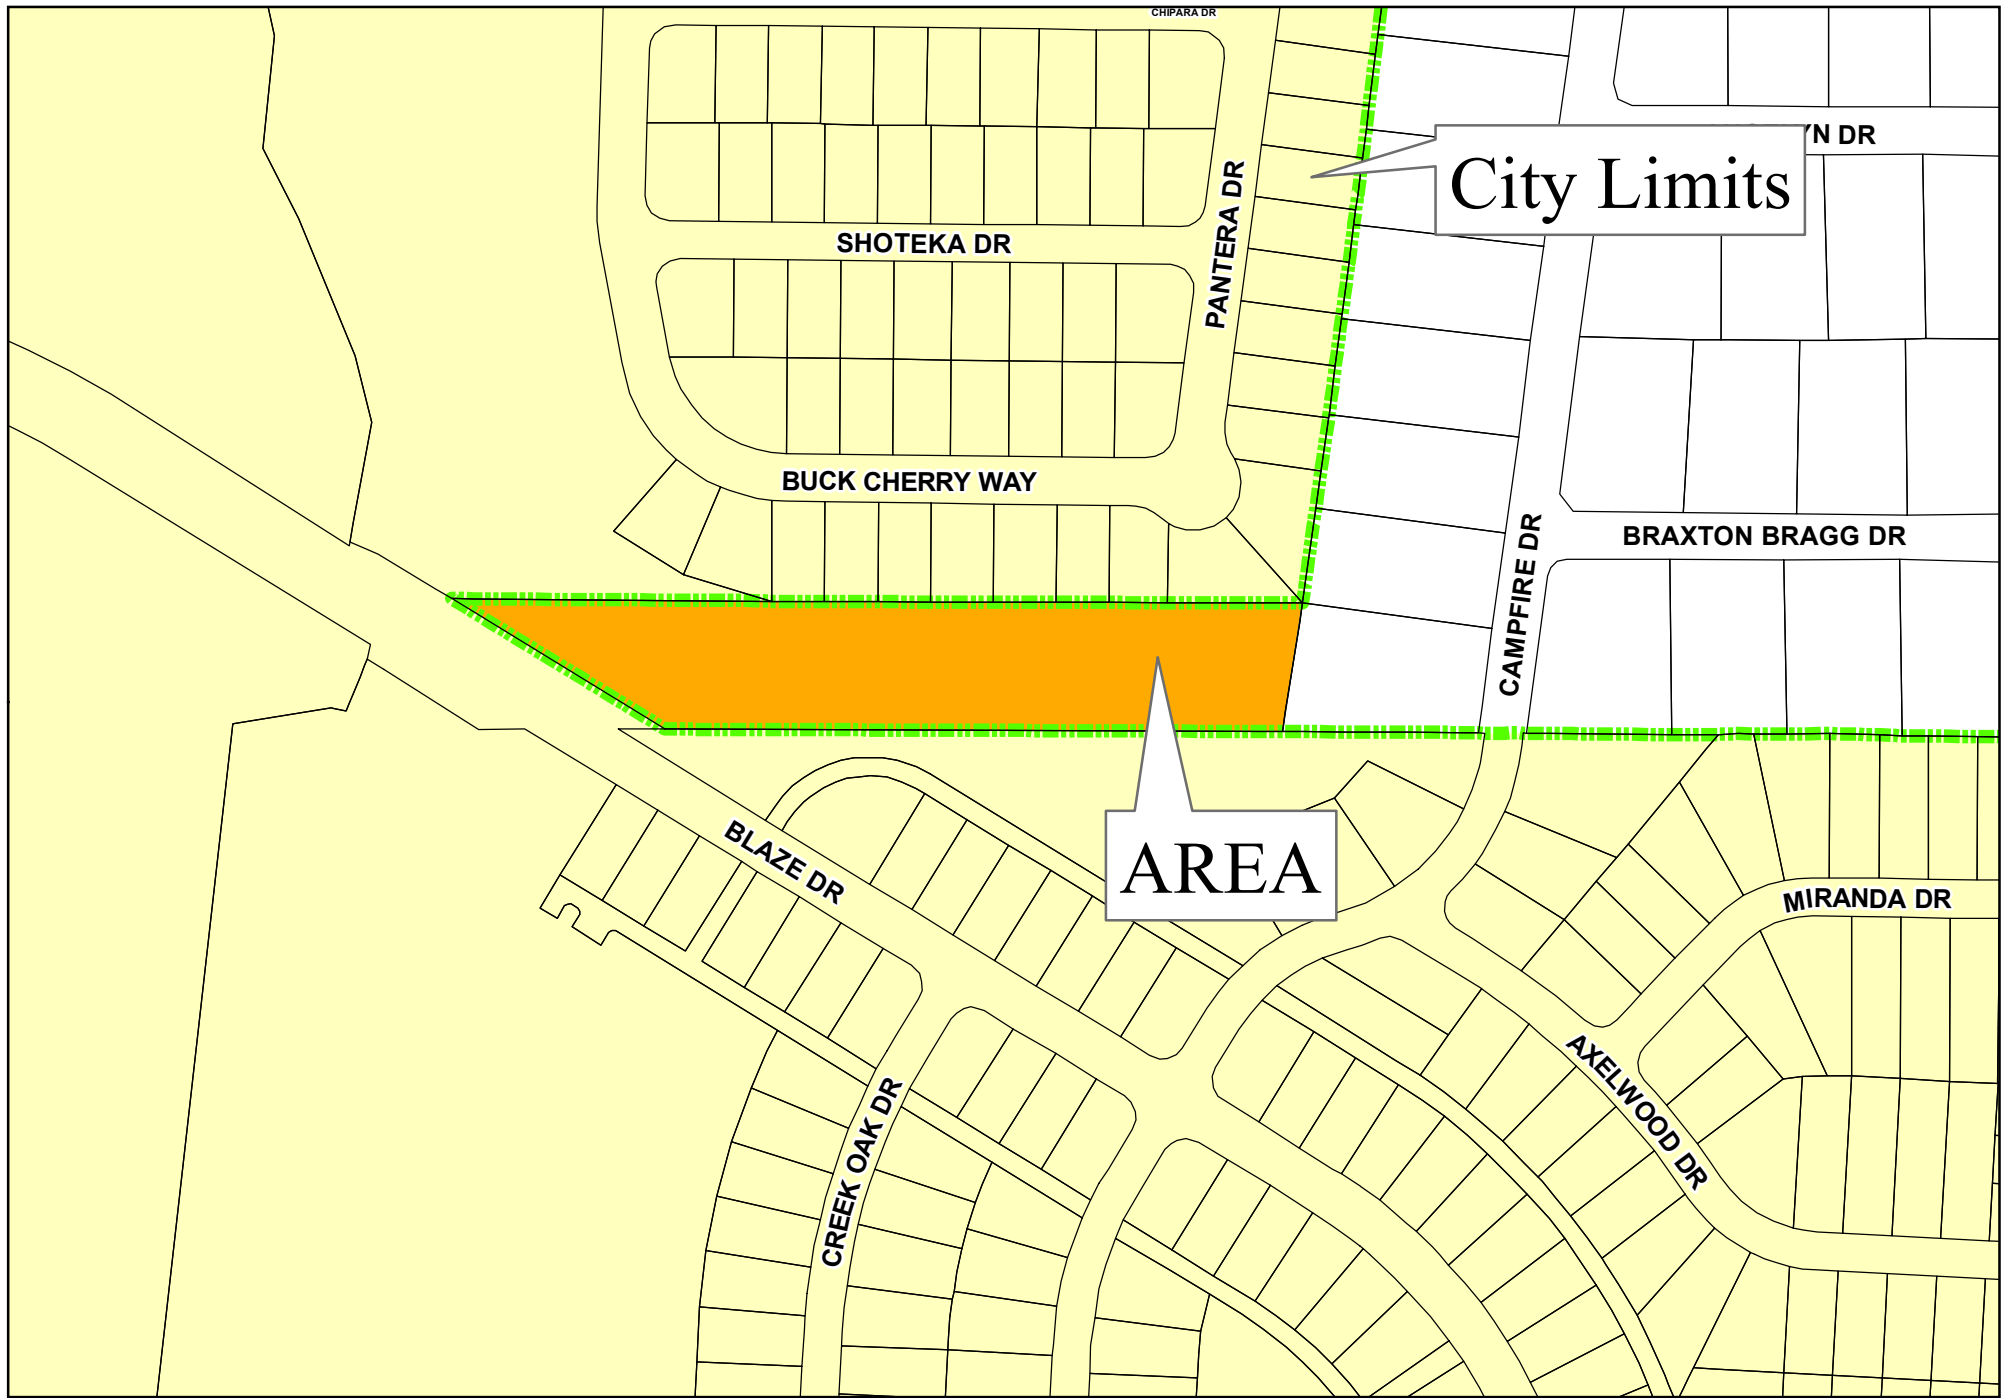 CHIPARA DR
DR
City Limits
PANTERA DR
SHOTEKA DR
BUCK CHERRY WAY
BRAXTON BRAGG DR
CAMPFIRE DR
BLAZE DR
AREA
MIRANDA DR
AXELWOOD DR
CREEK OAK DR